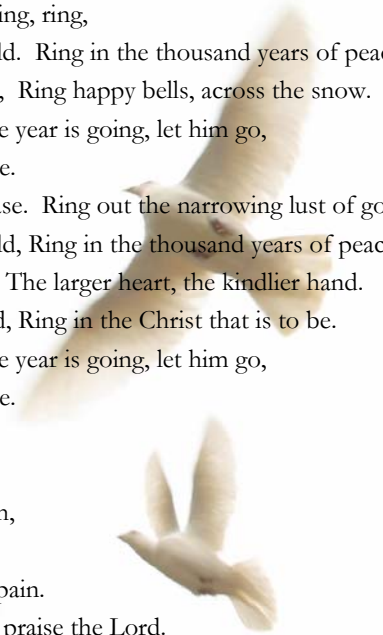 ing, ring,
ld. Ring in the thousand years of peac
, Ring happy bells, across the snow.
e year is going, let him go,
e.
use. Ring out the narrowing lust of go
ld, Ring in the thousand years of peac
The larger heart, the kindlier hand.
d, Ring in the Christ that is to be.
e year is going, let him go,
e.
n,
pain.
praise the Lord.